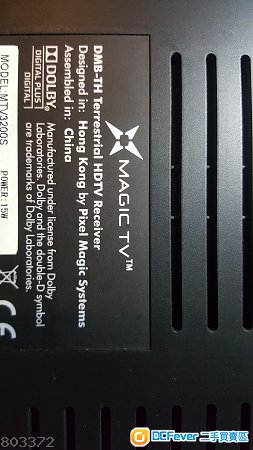 MAGIC TV™
DMB-TH Terrestrial HDTV Receiver
Designed in: Hong Kong by Pixel Magic Systems
Assembled in: China
DOLBY
DIGITAL PLUS
DIGITAL
Manufactured under license from Dolby
Laboratories. Dolby and the double-D symbol
are trademarks of Dolby Laboratories.
MODEL:MTV3200S
POWER:15W
CE
803372
DCFever 二手買賣區